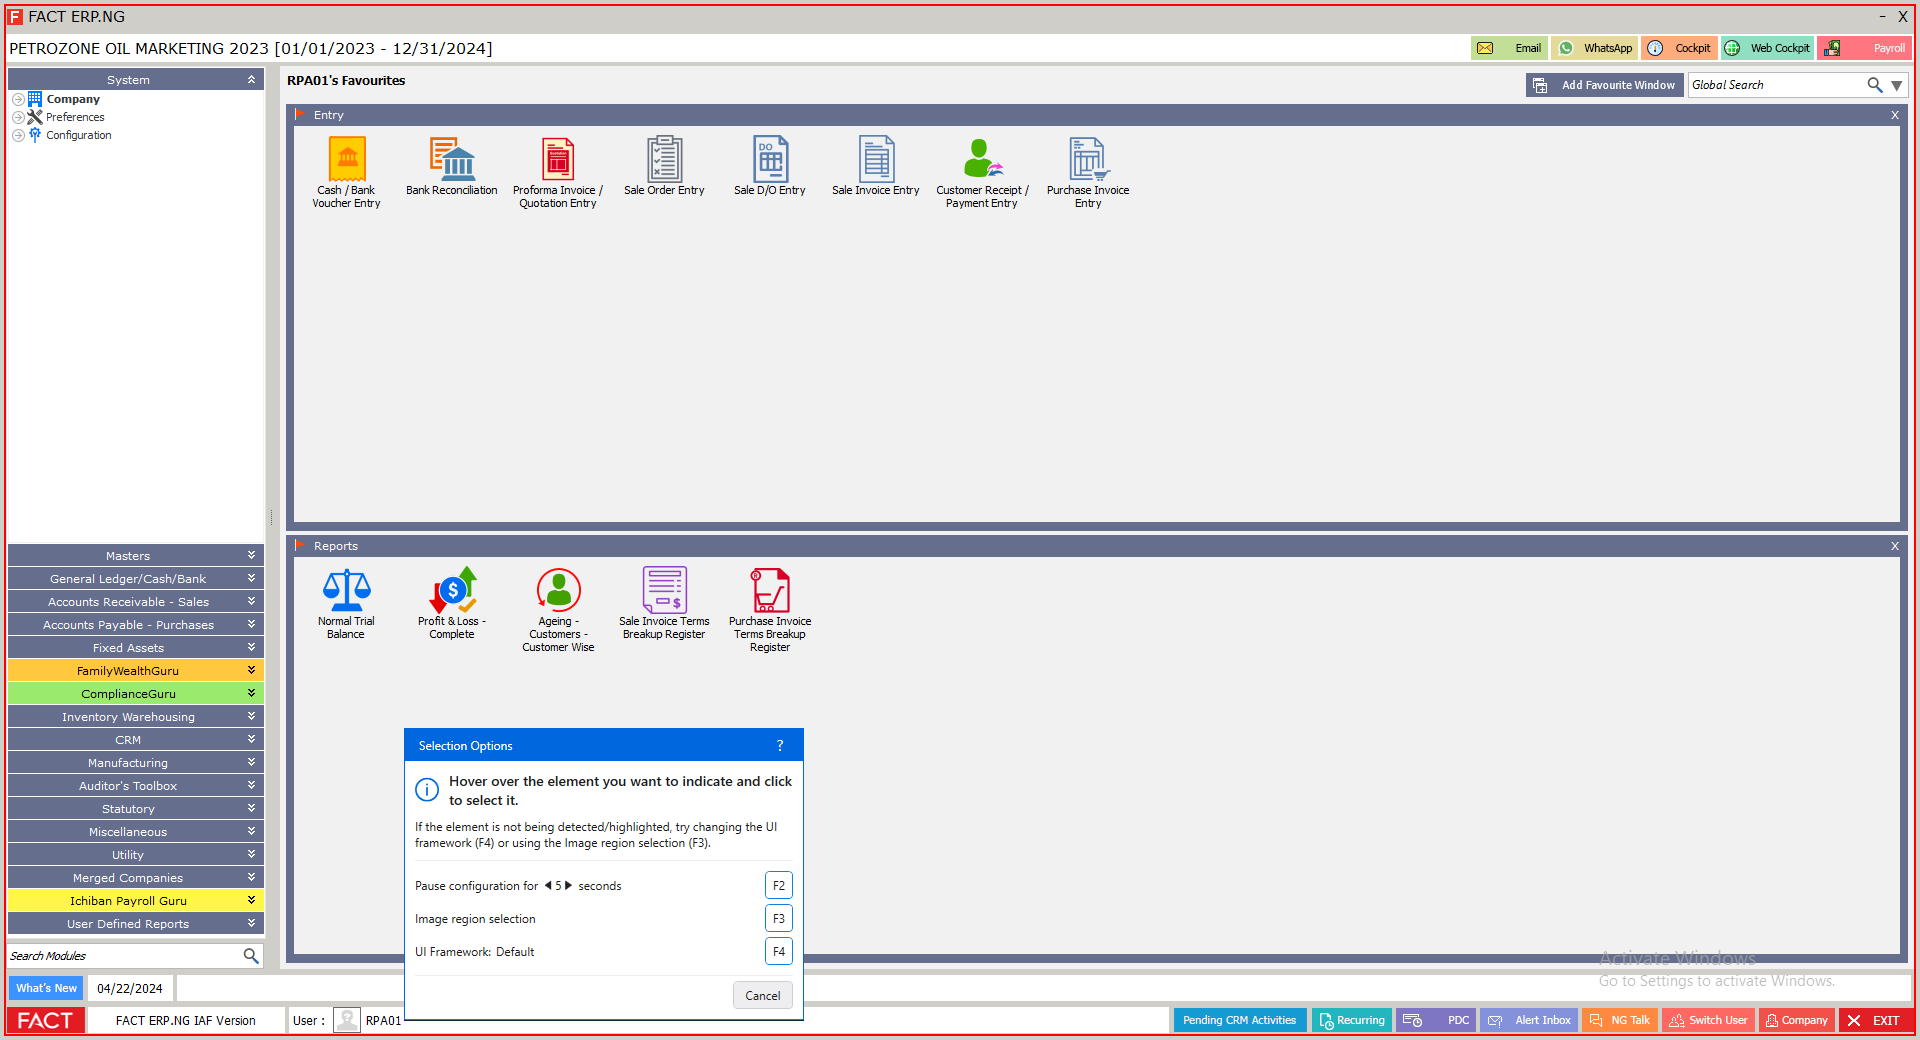 FACT ERP.NG
- X
PETROZONE OIL MARKETING 2023 [01/01/2023 - 12/31/2024]
Email
WhatsApp
Cockpit
Web Cockpit
Payroll
System
Company
Preferences
Configuration
RPA01's Favourites
Add Favourite Window
Global Search
Entry
X
Cash / Bank
Voucher Entry
Bank Reconciliation
Proforma Invoice /
Quotation Entry
Sale Order Entry
DO
Sale D/O Entry
Sale Invoice Entry
Customer Receipt /
Payment Entry
Purchase Invoice
Entry
Masters
General Ledger/Cash/Bank
Accounts Receivable - Sales
Accounts Payable - Purchases
Fixed Assets
FamilyWealthGuru
ComplianceGuru
Inventory Warehousing
CRM
Manufacturing
Auditor's Toolbox
Statutory
Miscellaneous
Utility
Merged Companies
Ichiban Payroll Guru
User Defined Reports
Search Modules
Reports
X
Normal Trial
Balance
Profit & Loss -
Complete
Ageing -
Customers -
Customer Wise
Sale Invoice Terms
Breakup Register
Purchase Invoice
Terms Breakup
Register
Selection Options
?
Hover over the element you want to indicate and click
to select it.
If the element is not being detected/highlighted, try changing the UI
framework (F4) or using the Image region selection (F3).
Pause configuration for 5 seconds
F2
Image region selection
F3
UI Framework: Default
F4
Cancel
Activate Windows
Go to Settings to activate Windows.
What's New
04/22/2024
FACT
FACT ERP.NG IAF Version
User :
RPA01
Pending CRM Activities
Recurring
PDC
Alert Inbox
NG Talk
Switch User
Company
EXIT